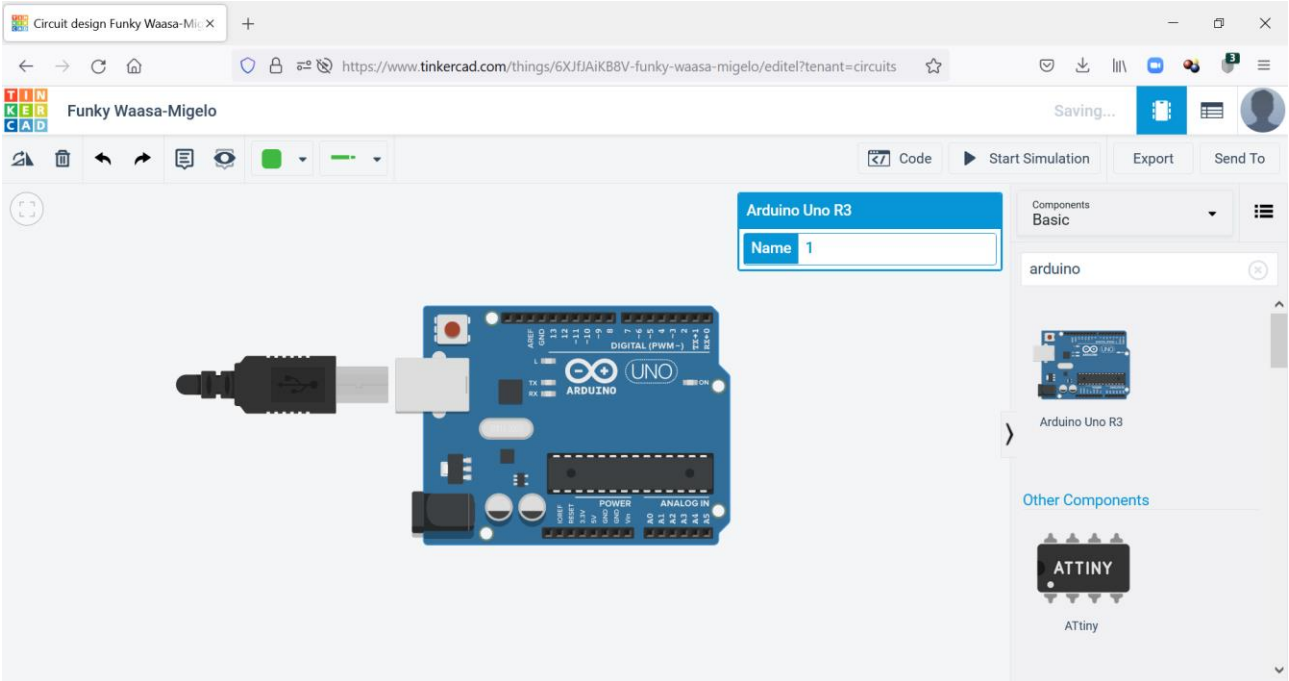 Circuit design Funky Waasa-Mig
https://www.tinkercad.com/things/6XJfJAiKB8V-funky-waasa-migelo/editel?tenant=circuits
3
TIN
KER
CAD
Funky Waasa-Migelo
Saving...
Code
Start Simulation
Export
Send To
Arduino Uno R3
Name 1
Components
Basic
arduino
Arduino Uno R3
Other Components
ATTINY
ATtiny
AREF
GND
13
12
~11
~10
~9
8
7
~6
~5
4
~3
2
TX→1
RX←0
DIGITAL (PWM~)
L
TX
RX
UNO
ON
ARDUINO
POWER
ANALOG IN
IOREF
RESET
3.3V
5V
GND
GND
Vin
A0
A1
A2
A3
A4
A5